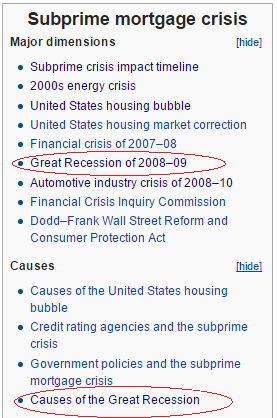 Subprime mortgage crisis
Major dimensions [hide]
Subprime crisis impact timeline
2000s energy crisis
United States housing bubble
United States housing market correction
Financial crisis of 2007–08
Great Recession of 2008–09
Automotive industry crisis of 2008–10
Financial Crisis Inquiry Commission
Dodd–Frank Wall Street Reform and
Consumer Protection Act
Causes [hide]
Causes of the United States housing
bubble
Credit rating agencies and the subprime
crisis
Government policies and the subprime
mortgage crisis
Causes of the Great Recession